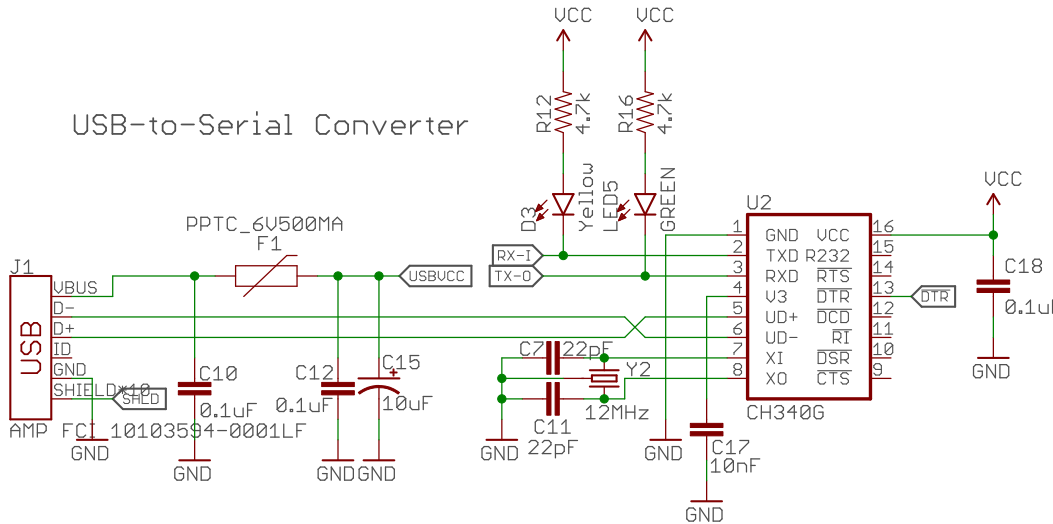 VCC
VCC
R12
4.7k
R16
4.7k
USB-to-Serial Converter
D3
Yellow
LED5
GREEN
VCC
U2
PPTC_6V500MA
F1
RX-I
TX-O
1 GND VCC 16
2 TXD R232 15
3 RXD RTS 14
4 V3 DTR 13
5 UD+ DCD 12
6 UD- RI 11
7 XI DSR 10
8 XO CTS 9
CH340G
DTR
C18
0.1u
GND
J1
USB
VBUS
D-
D+
ID
GND
SHIELD*10
SHLD
AMP FCI 10103594-0001LF
GND
USBVCC
C10
0.1uF
GND
C12
0.1uF
GND
C15
+
10uF
GND
C7
22pF
Y2
12MHz
C11
22pF
GND
GND
C17
10nF
GND